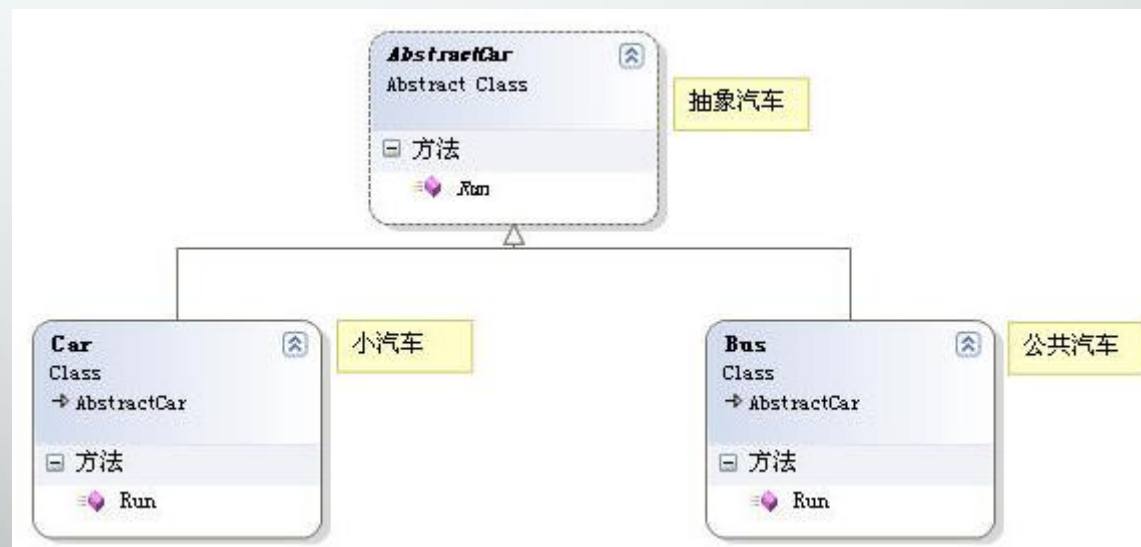 AbstractCar
Abstract Class
方法
Run
抽象汽车
Car
Class
AbstractCar
方法
Run
小汽车
Bus
Class
AbstractCar
方法
Run
公共汽车